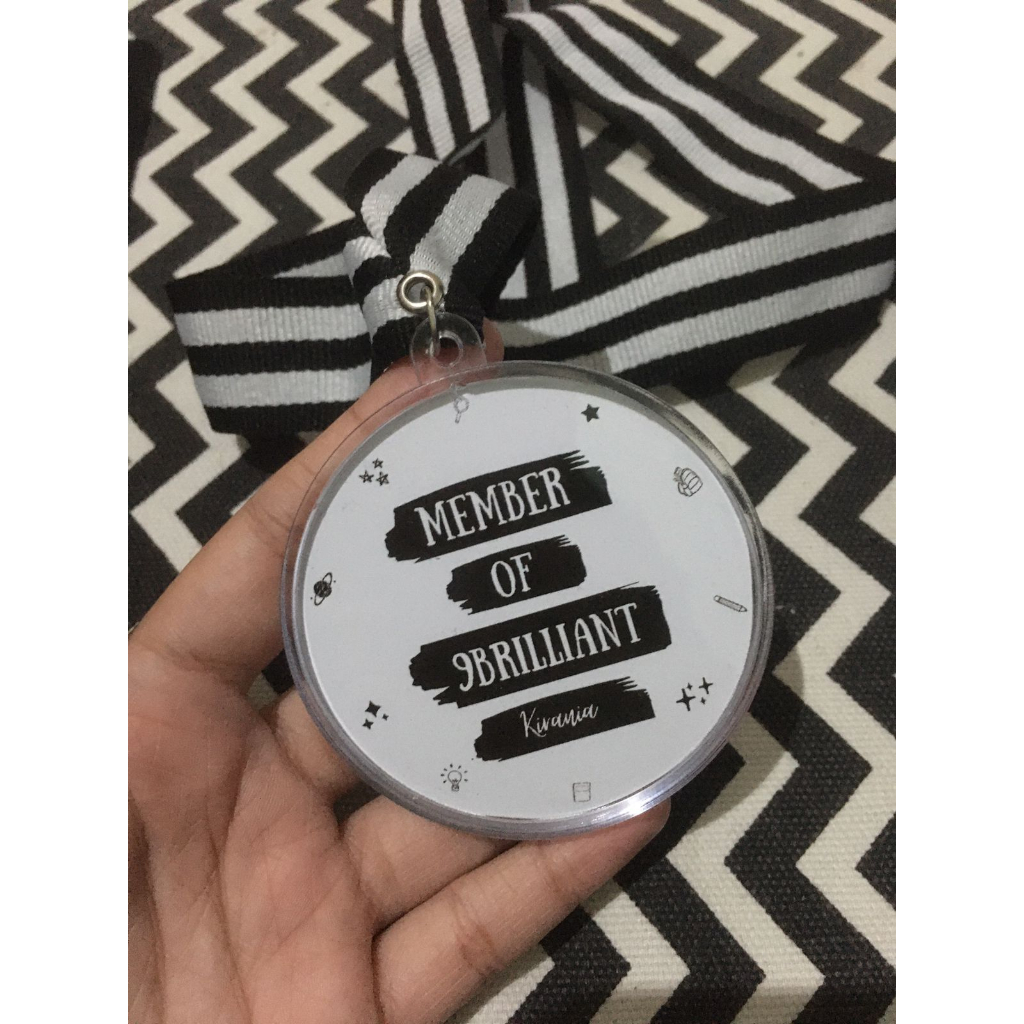 MEMBER
OF
9BRILLIANT
Kirania